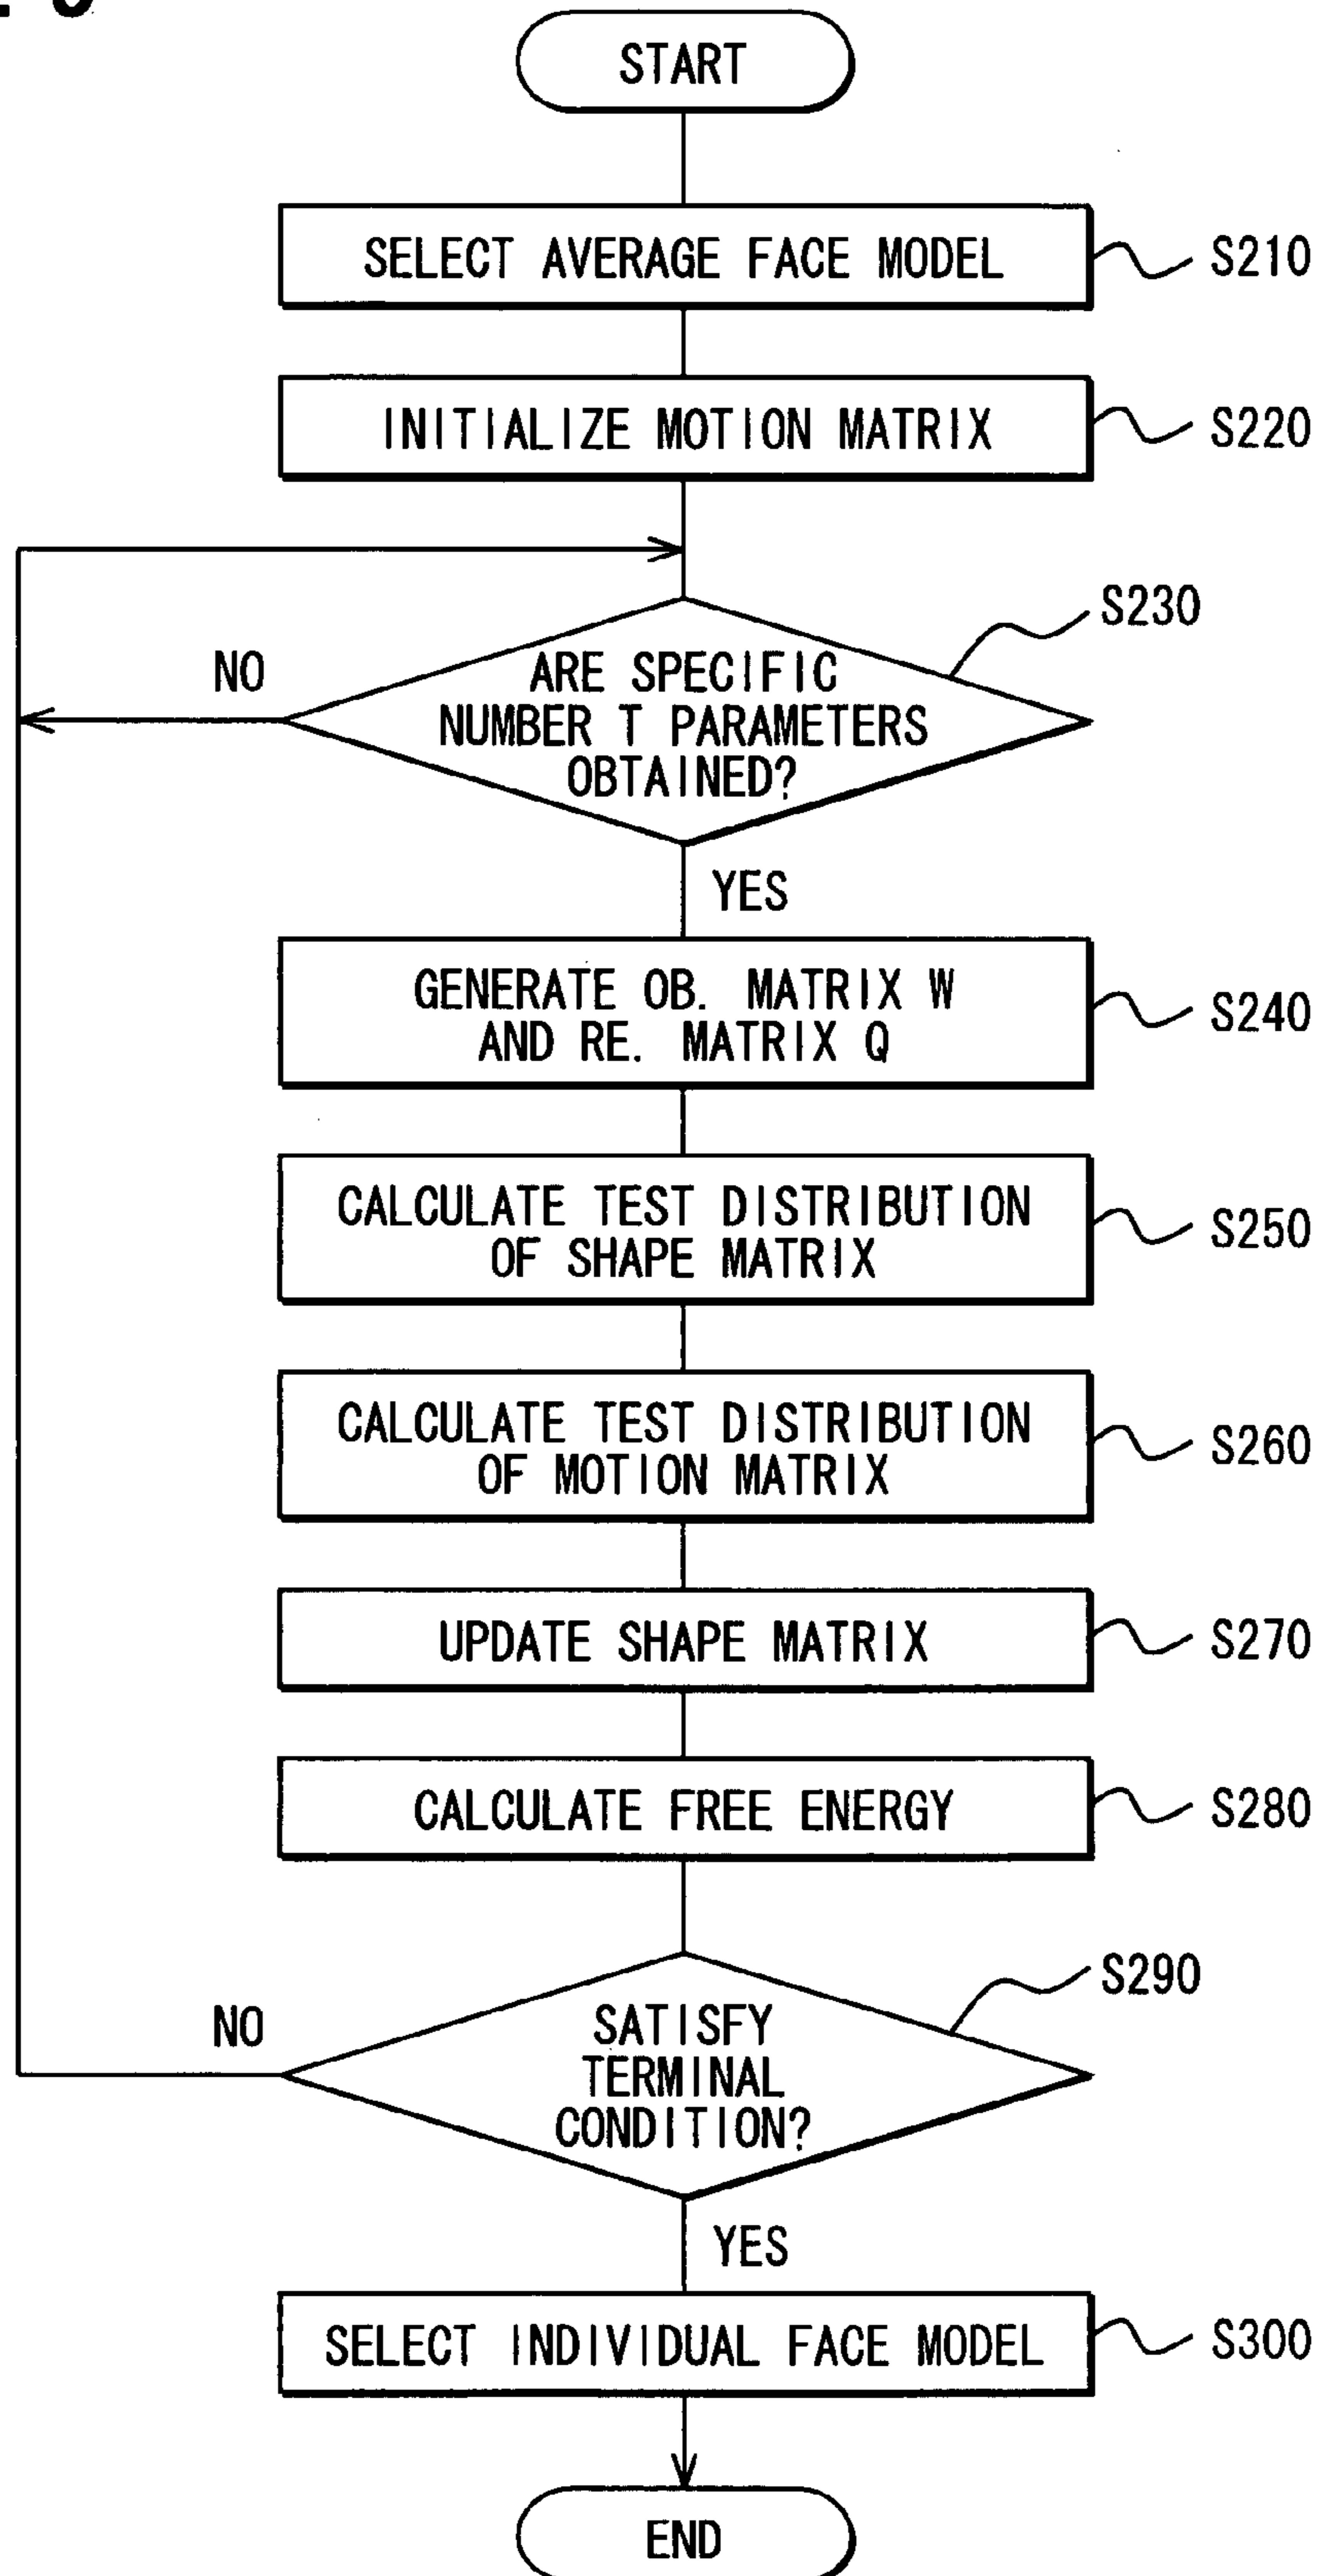 START
SELECT AVERAGE FACE MODEL
S210
INITIALIZE MOTION MATRIX
S220
S230
NO
ARE SPECIFIC
NUMBER T PARAMETERS
OBTAINED?
YES
GENERATE OB. MATRIX W
AND RE. MATRIX Q
S240
CALCULATE TEST DISTRIBUTION
OF SHAPE MATRIX
S250
CALCULATE TEST DISTRIBUTION
OF MOTION MATRIX
S260
UPDATE SHAPE MATRIX
S270
CALCULATE FREE ENERGY
S280
S290
NO
SATISFY
TERMINAL
CONDITION?
YES
SELECT INDIVIDUAL FACE MODEL
S300
END